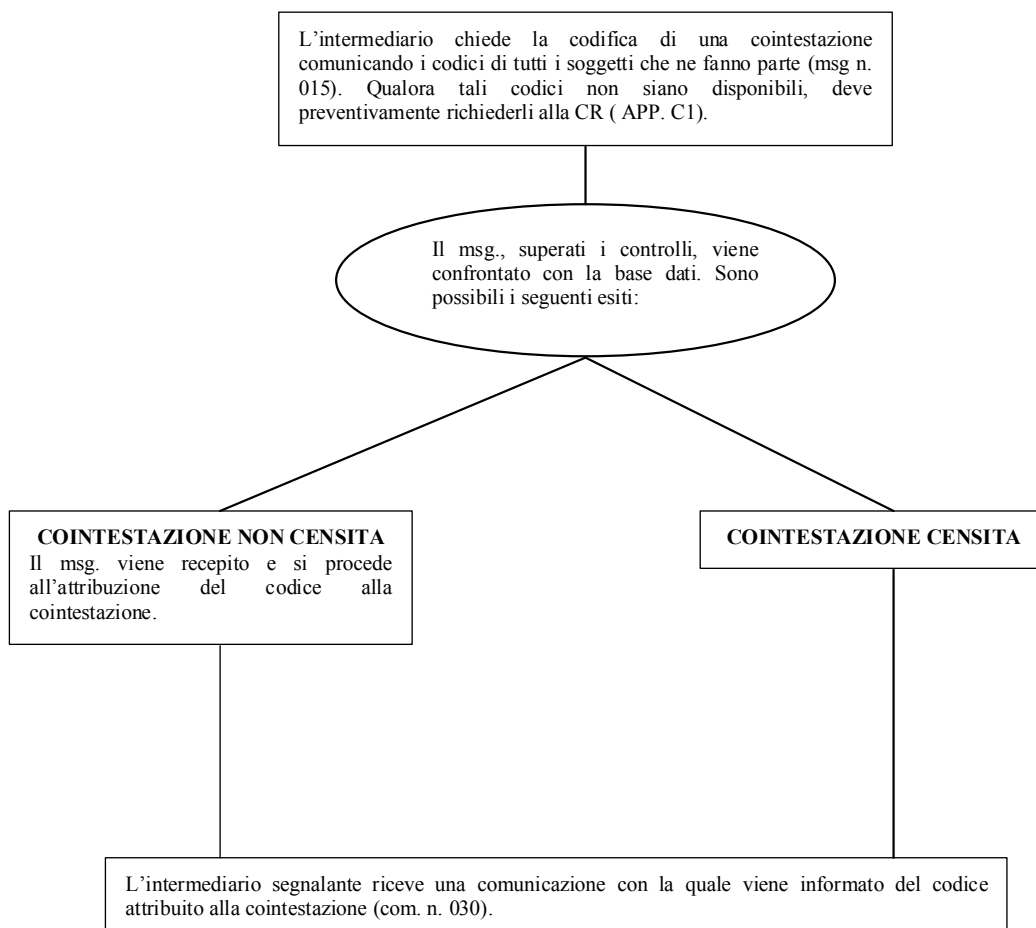 L’intermediario chiede la codifica di una cointestazione
comunicando i codici di tutti i soggetti che ne fanno parte (msg n.
015). Qualora tali codici non siano disponibili, deve
preventivamente richiederli alla CR ( APP. C1).
Il msg., superati i controlli, viene
confrontato con la base dati. Sono
possibili i seguenti esiti:
COINTESTAZIONE NON CENSITA
Il msg. viene recepito e si procede
all’attribuzione del codice alla
cointestazione.
COINTESTAZIONE CENSITA
L’intermediario segnalante riceve una comunicazione con la quale viene informato del codice
attribuito alla cointestazione (com. n. 030).